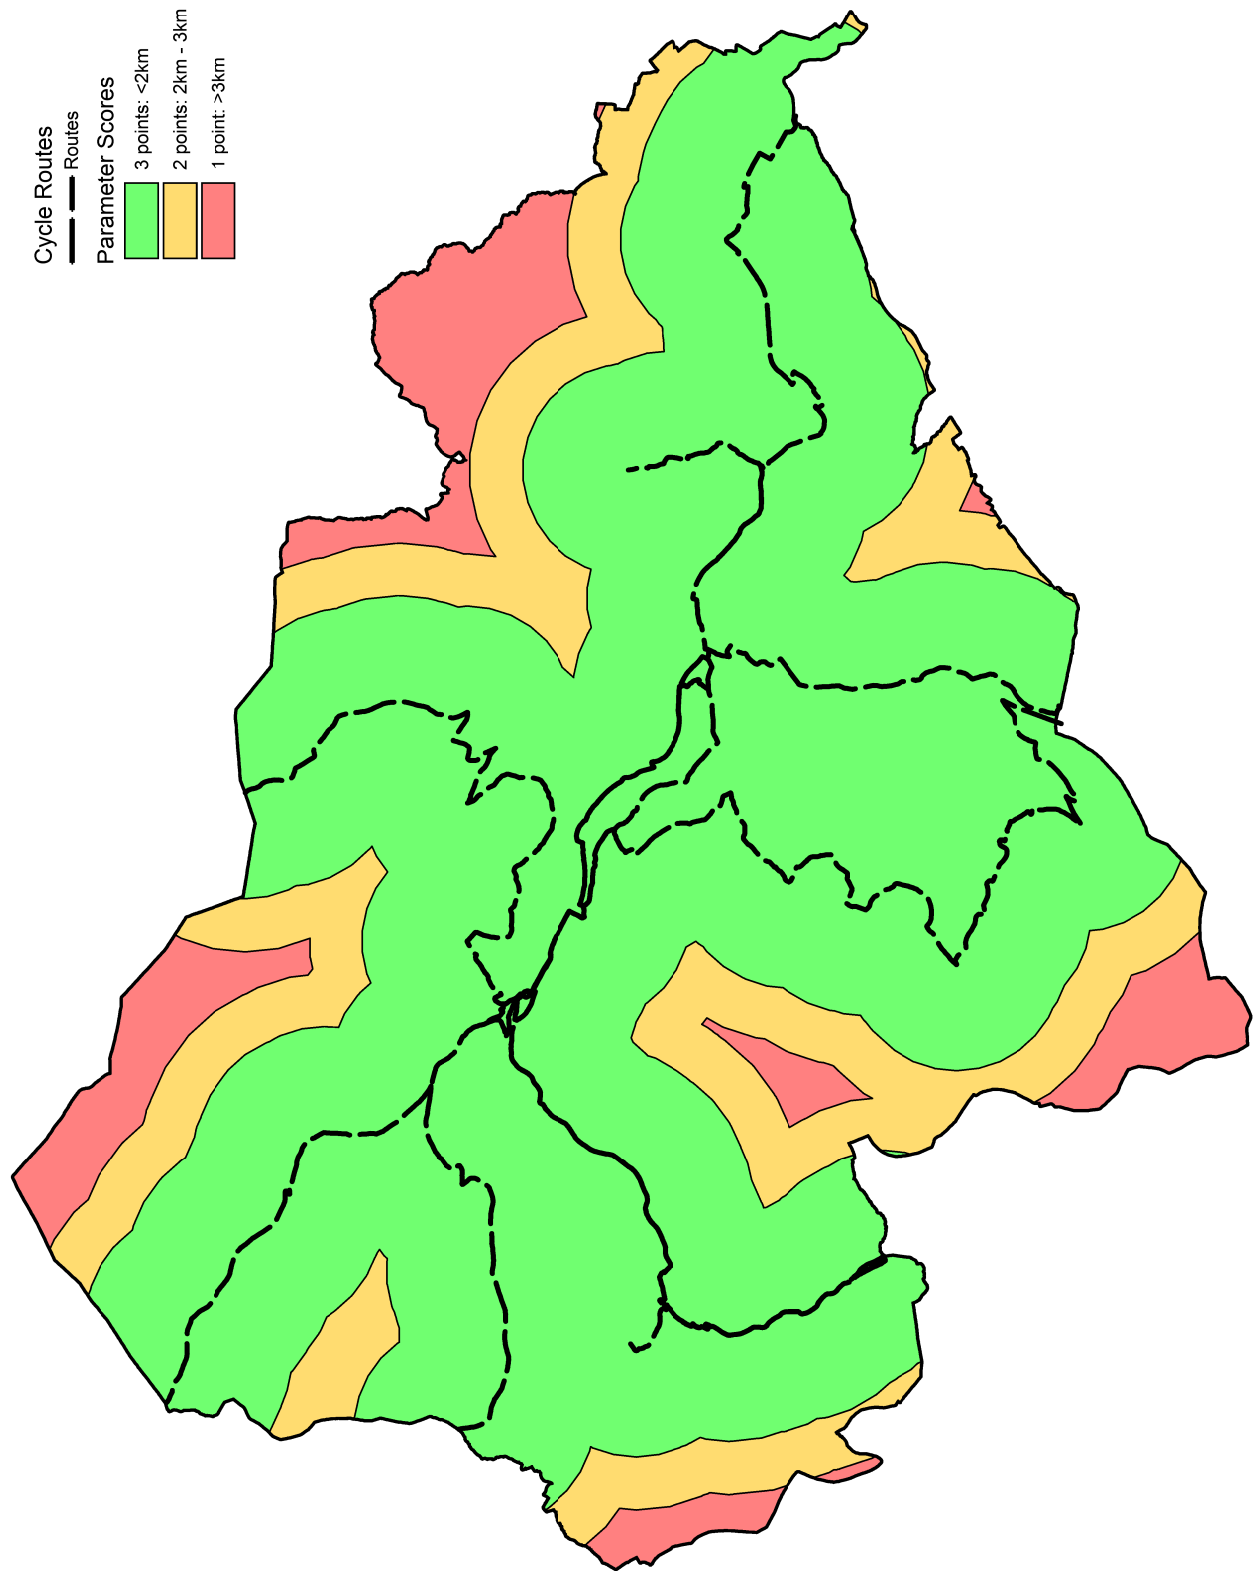 Cycle Routes
Routes
Parameter Scores
3 points: <2km
2 points: 2km - 3km
1 point: >3km